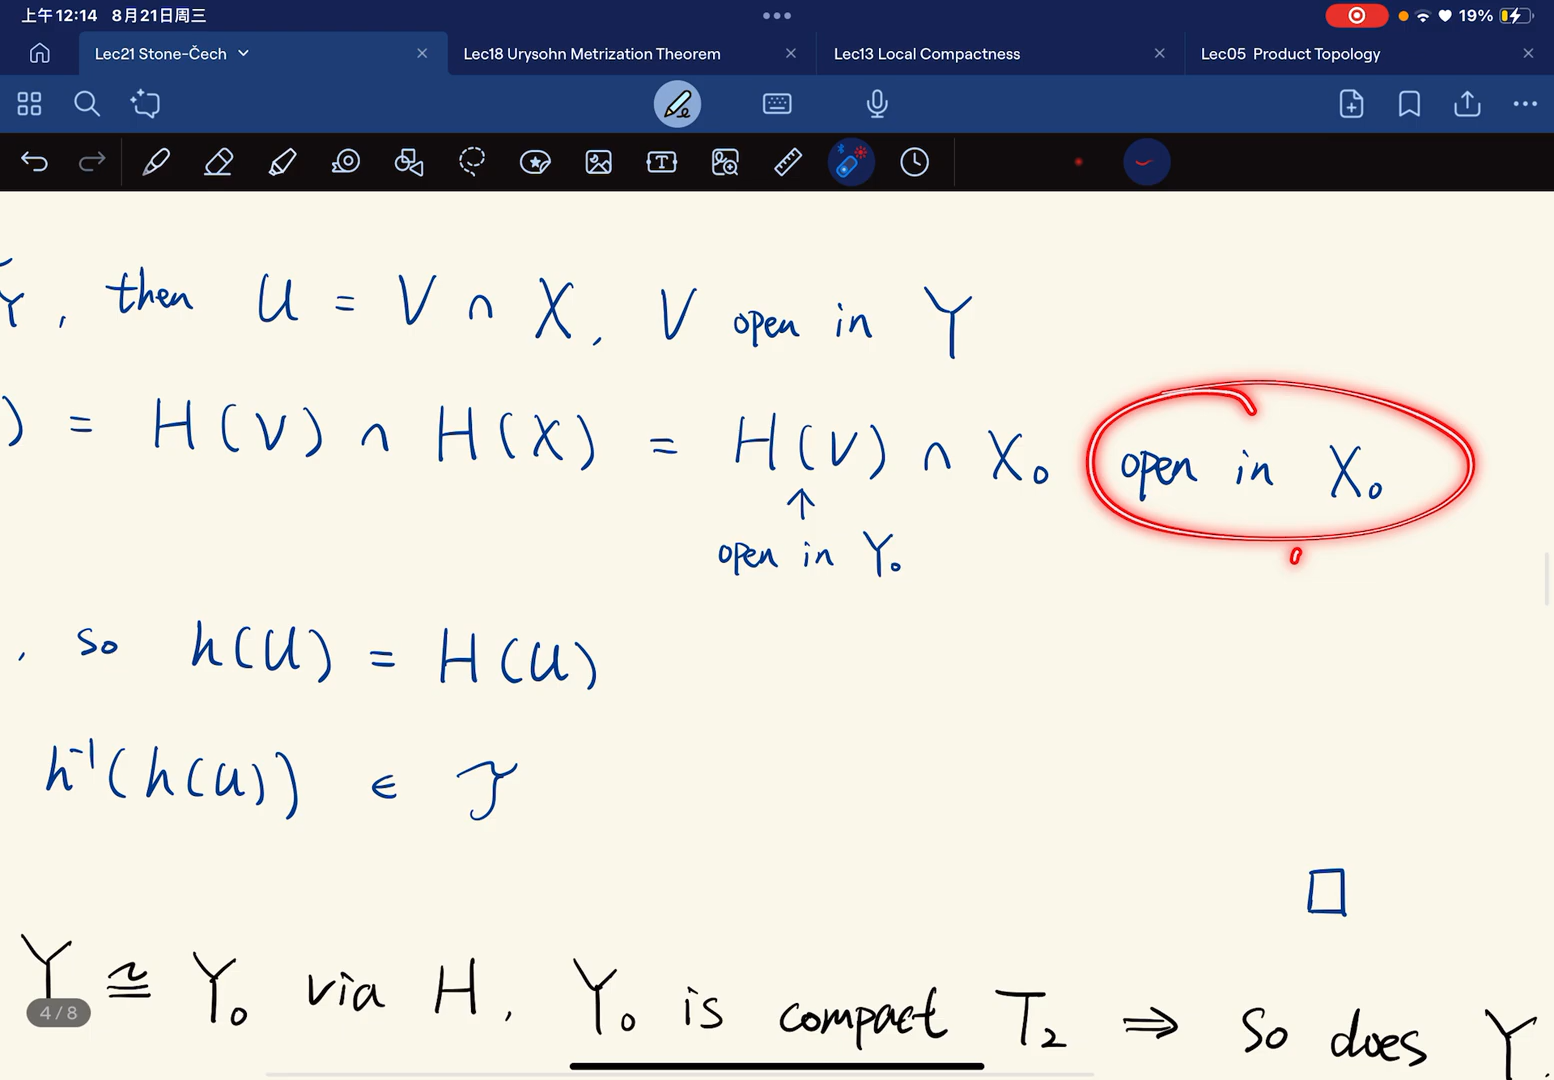 上午12:14 8月21日周三
19%
Lec21 Stone-Čech
Lec18 Urysohn Metrization Theorem
Lec13 Local Compactness
Lec05 Product Topology
Y, then U = V ∩ X, V open in Y
) = H(V) ∩ H(X) = H(V) ∩ X₀ open in X₀
↑
open in Y₀
, so h(U) = H(U)
h⁻¹(h(U)) ∈ 𝒯
□
Y ≅ Y₀ via H, Y₀ is compact T₂ ⇒ So does Y.
4 / 8